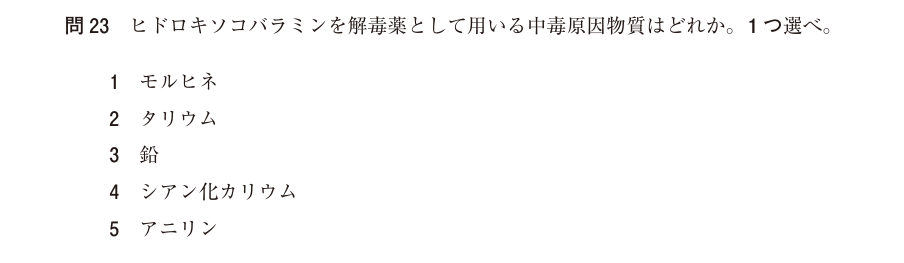 問23 ヒドロキソコバラミンを解毒薬として用いる中毒原因物質はどれか。1つ選べ。
1 モルヒネ
2 タリウム
3 鉛
4 シアン化カリウム
5 アニリン